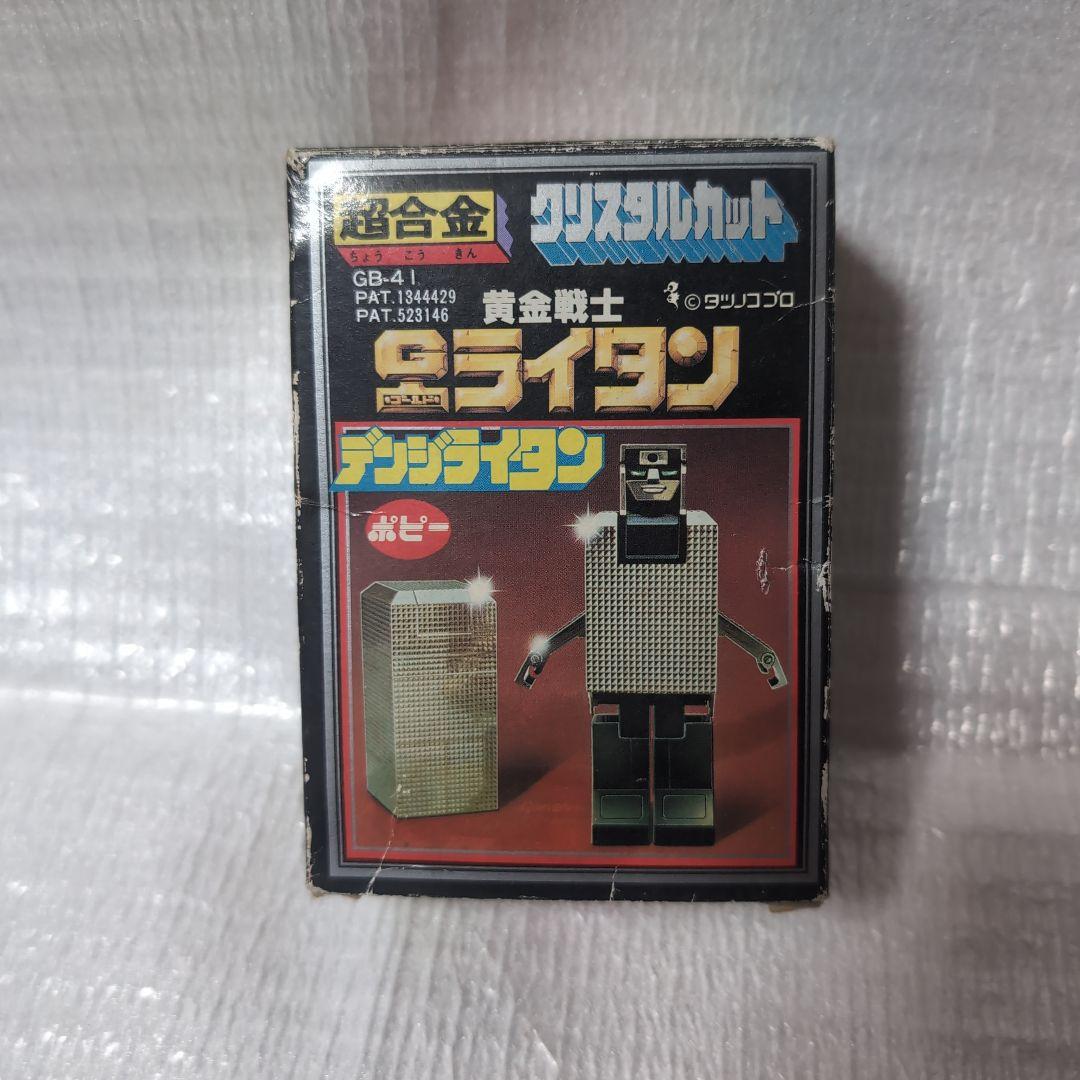 超合金
ちょう ごう きん
クリスタルカット
GB-41
PAT.1344429
PAT.523146
黄金戦士
©タツノコプロ
Gゴールドライタン
デンジライタン
ポピー